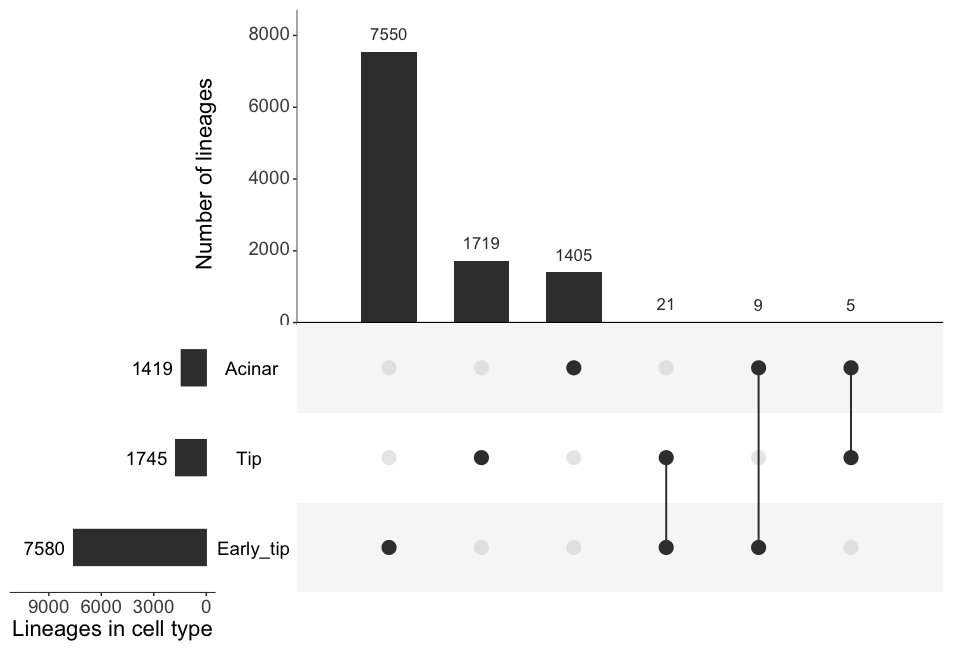 8000
6000
4000
2000
0
Number of lineages
7550
1719
1405
21
9
5
1419 Acinar
1745 Tip
7580 Early_tip
9000 6000 3000 0
Lineages in cell type